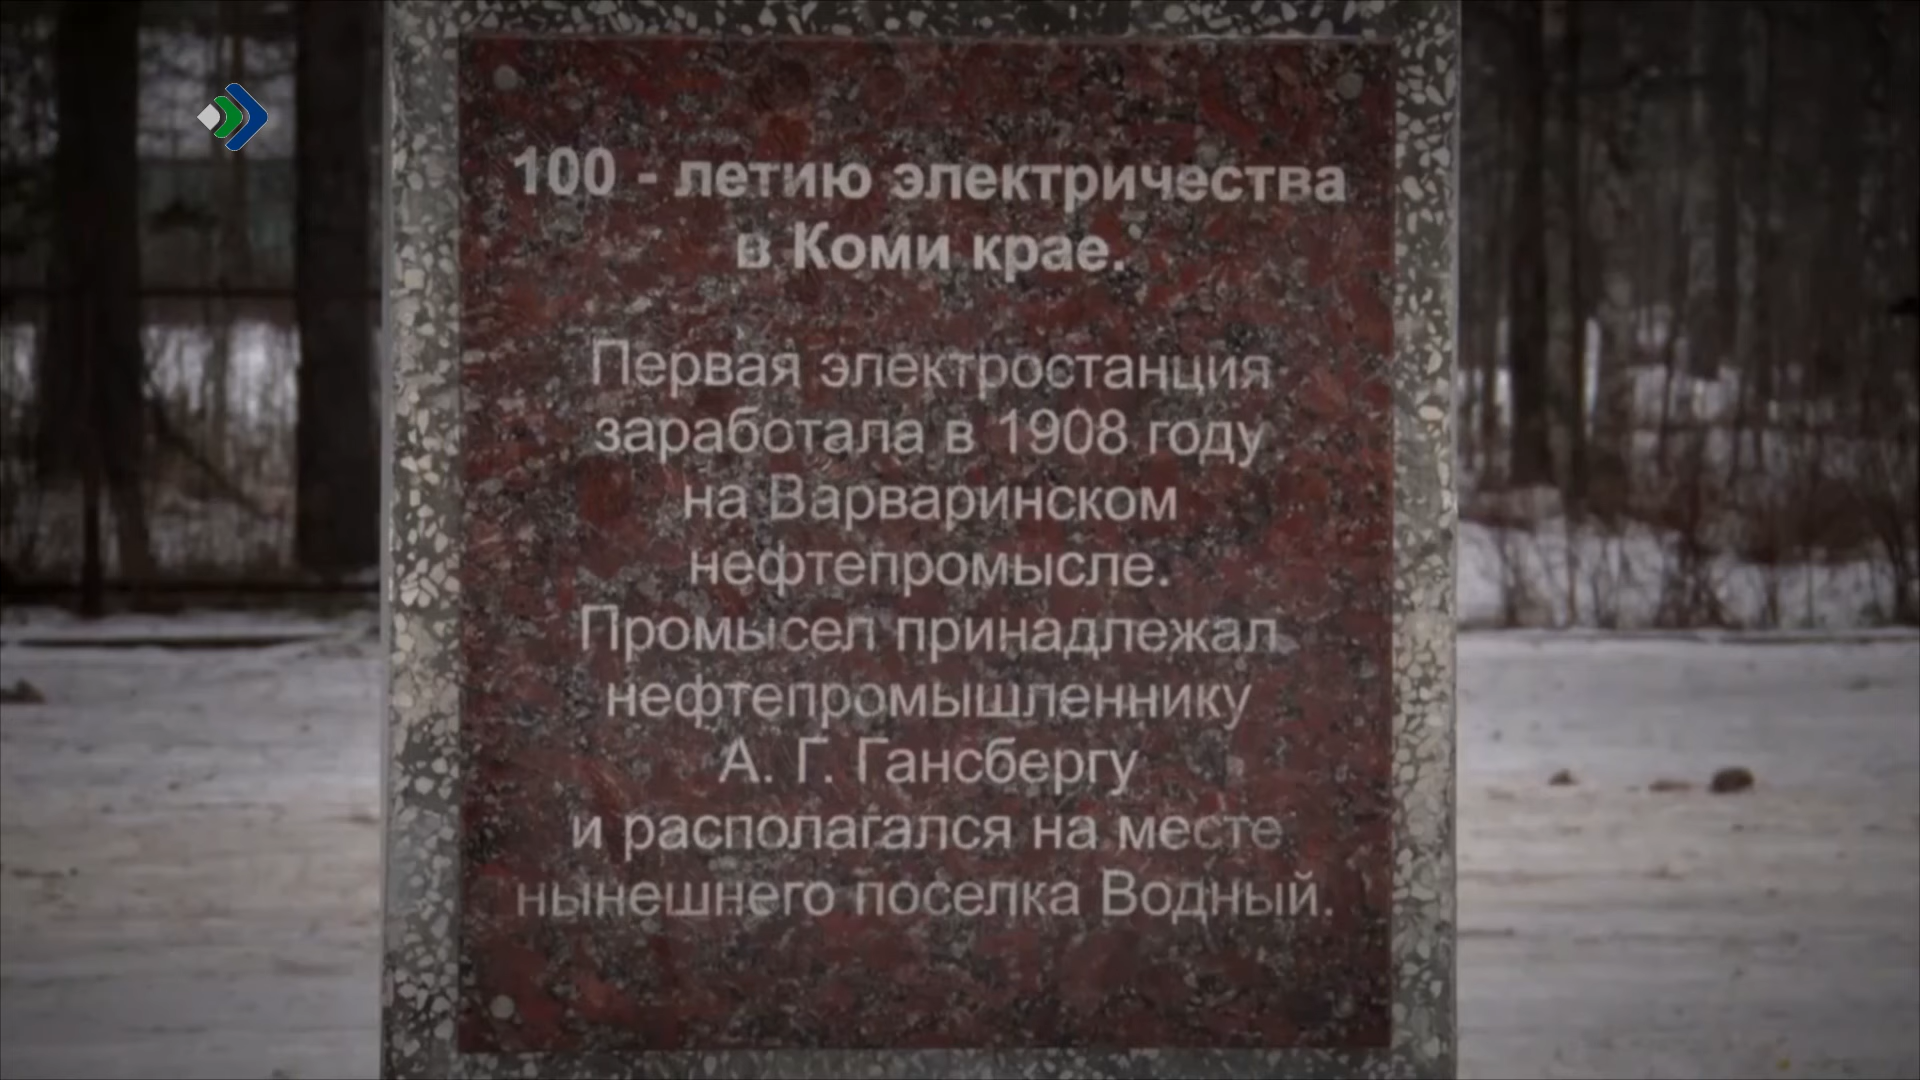 100 - летию электричества
в Коми крае.
Первая электростанция
заработала в 1908 году
на Варваринском
нефтепромысле.
Промысел принадлежал
нефтепромышленнику
А. Г. Гансбергу
и располагался на месте
нынешнего поселка Водный.